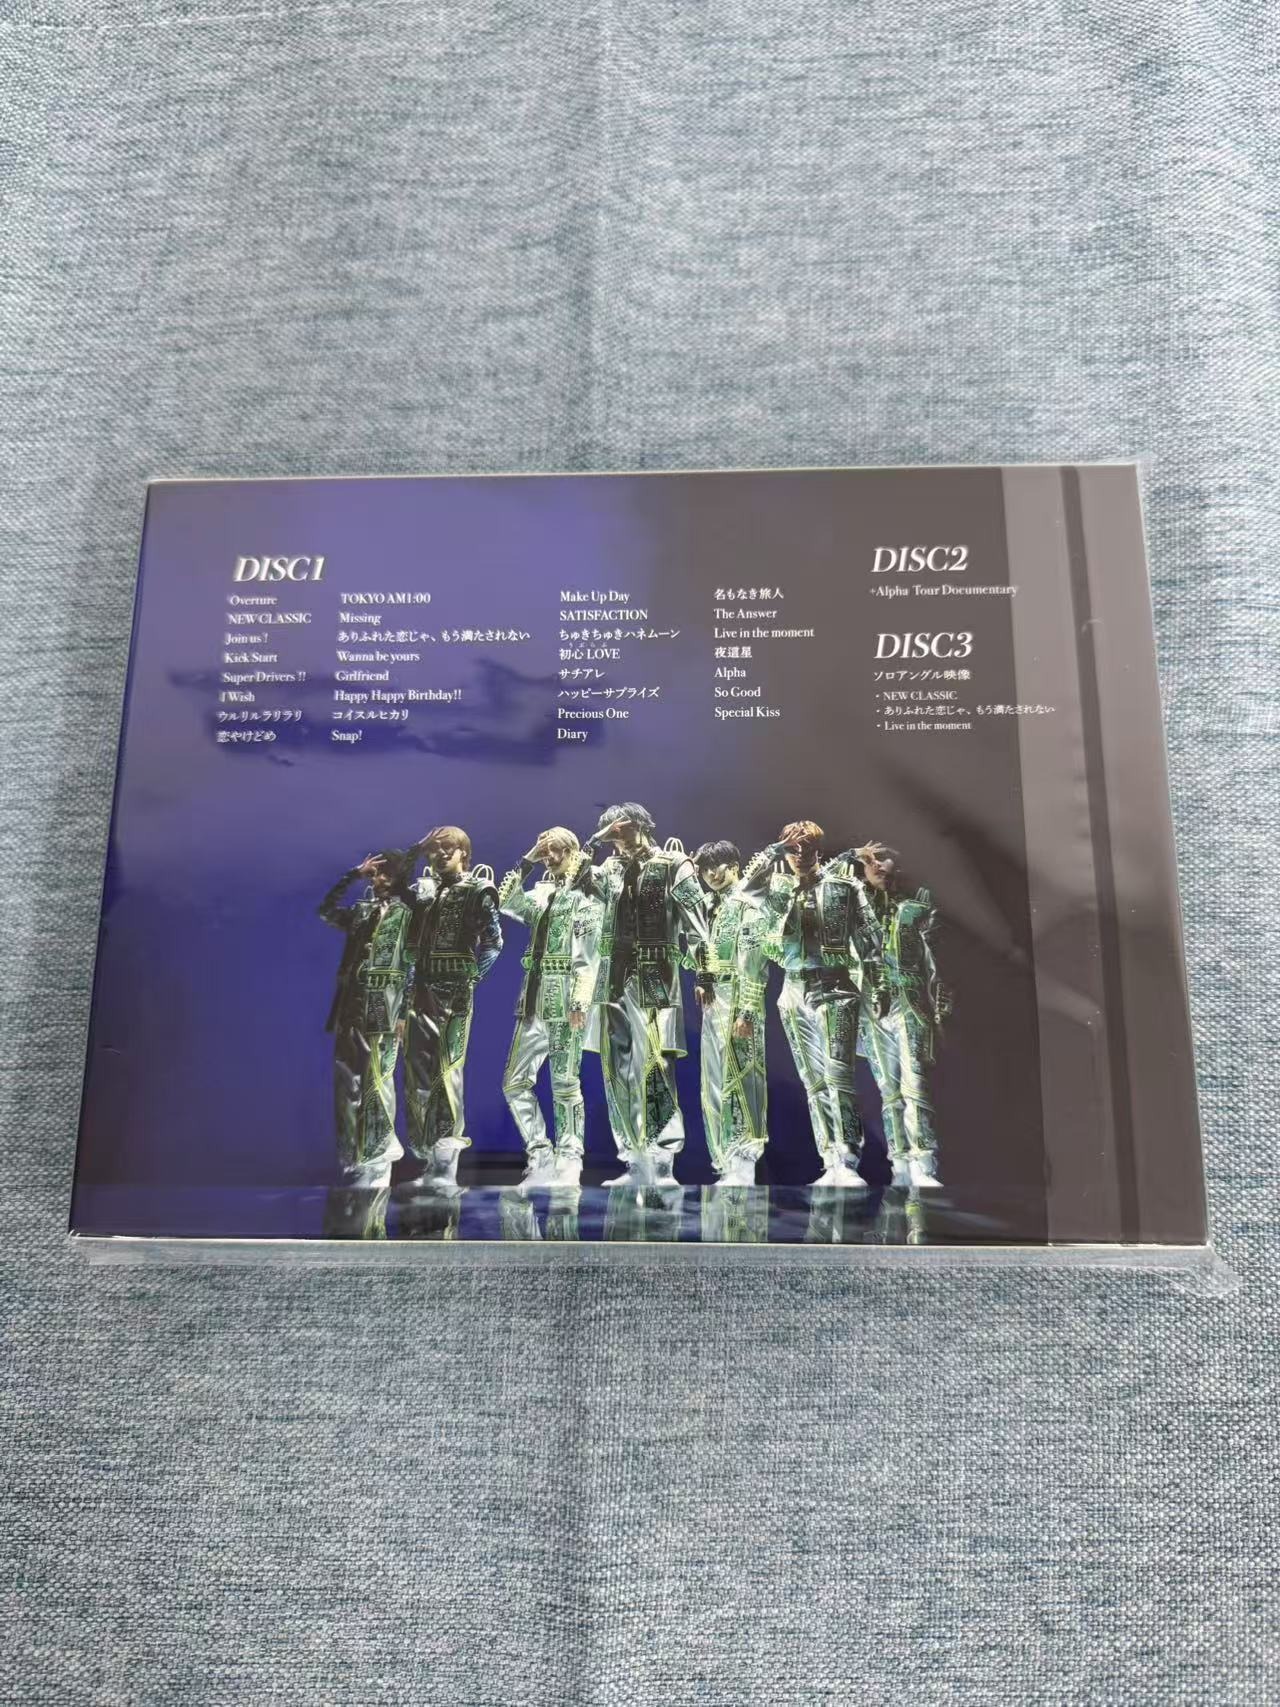 DISC1
Overture
NEW CLASSIC
Join us !
Kick Start
Super Drivers !!
I Wish
ウルリルラリラリ
恋やけどめ
TOKYO AM1:00
Missing
ありふれた恋じゃ、もう満たされない
Wanna be yours
Girlfriend
Happy Happy Birthday!!
コイスルヒカリ
Snap!
Make Up Day
SATISFACTION
ちゅきちゅきハネムーン
うぶらぶ
初心 LOVE
サチアレ
ハッピーサプライズ
Precious One
Diary
名もなき旅人
The Answer
Live in the moment
夜這星
Alpha
So Good
Special Kiss
DISC2
+Alpha Tour Documentary
DISC3
ソロアングル映像
・NEW CLASSIC
・ありふれた恋じゃ、もう満たされない
・Live in the moment